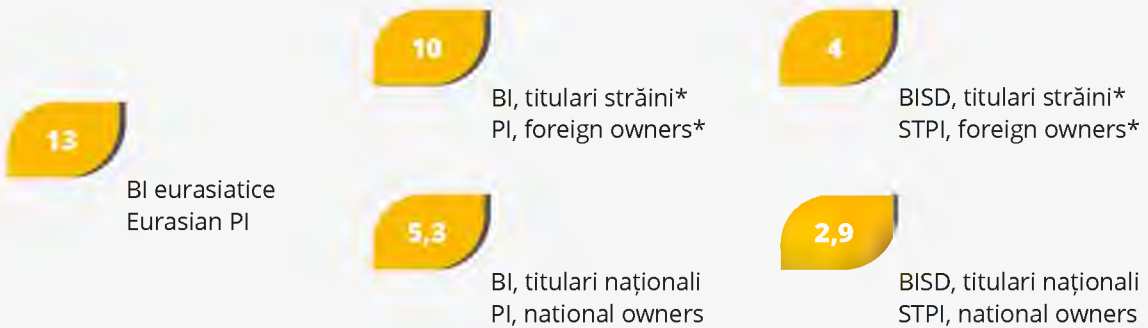 13
BI eurasiatice
Eurasian PI
10
BI, titulari străini*
PI, foreign owners*
4
BISD, titulari străini*
STPI, foreign owners*
5,3
BI, titulari naționali
PI, national owners
2,9
BISD, titulari naționali
STPI, national owners